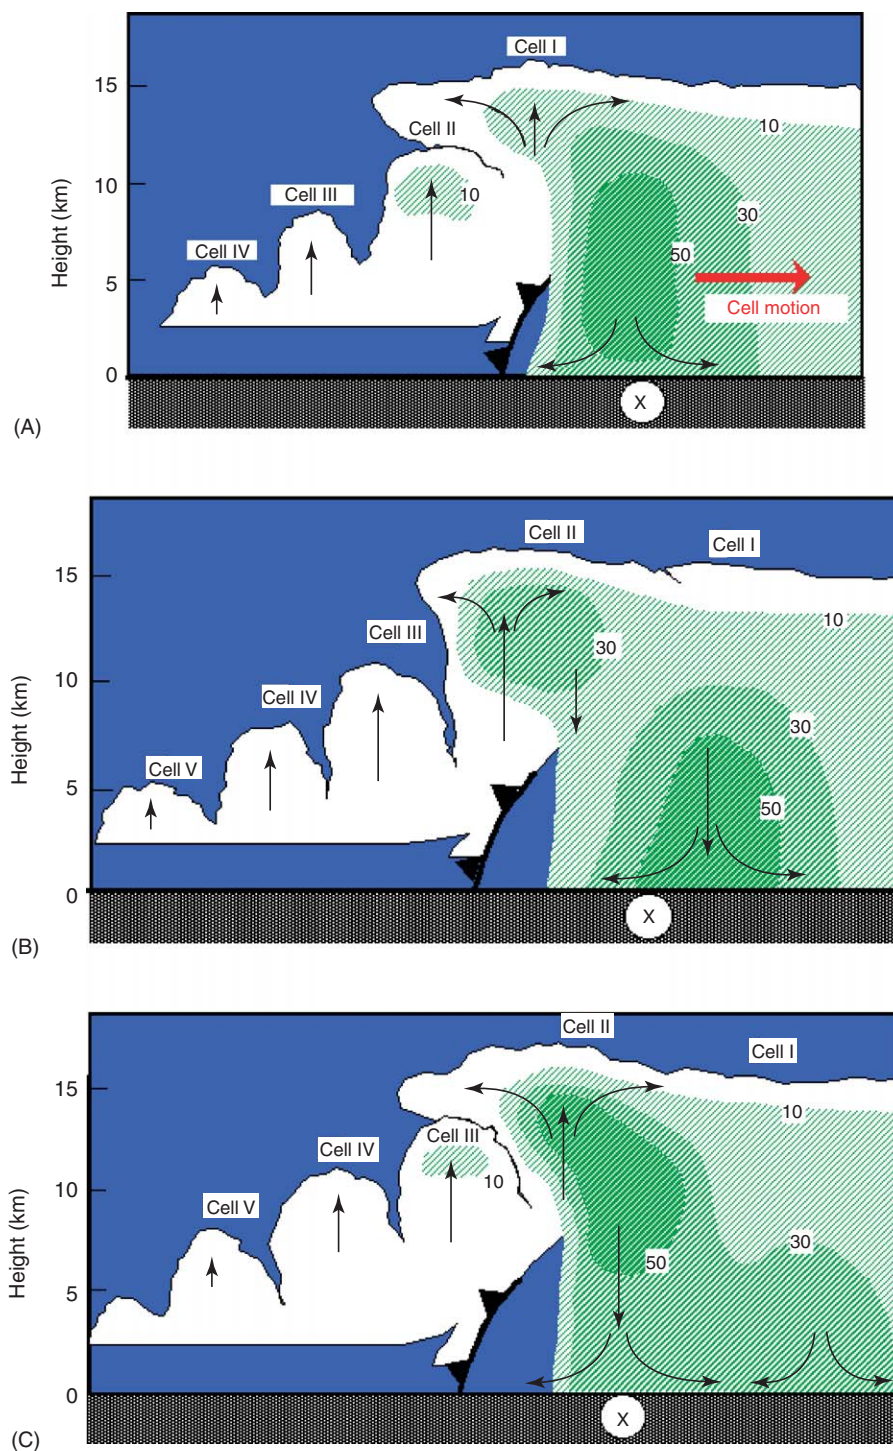 Cell I
15
10
Cell II
10
Cell III
10
30
Cell IV
50
5
Cell motion
0
Height (km)
X
(A)
Cell II
Cell I
15
10
Cell III
30
10
Cell IV
30
Cell V
5
50
0
Height (km)
X
(B)
Cell II
Cell I
15
10
Cell III
Cell IV
10
10
Cell V
30
50
5
0
Height (km)
X
(C)